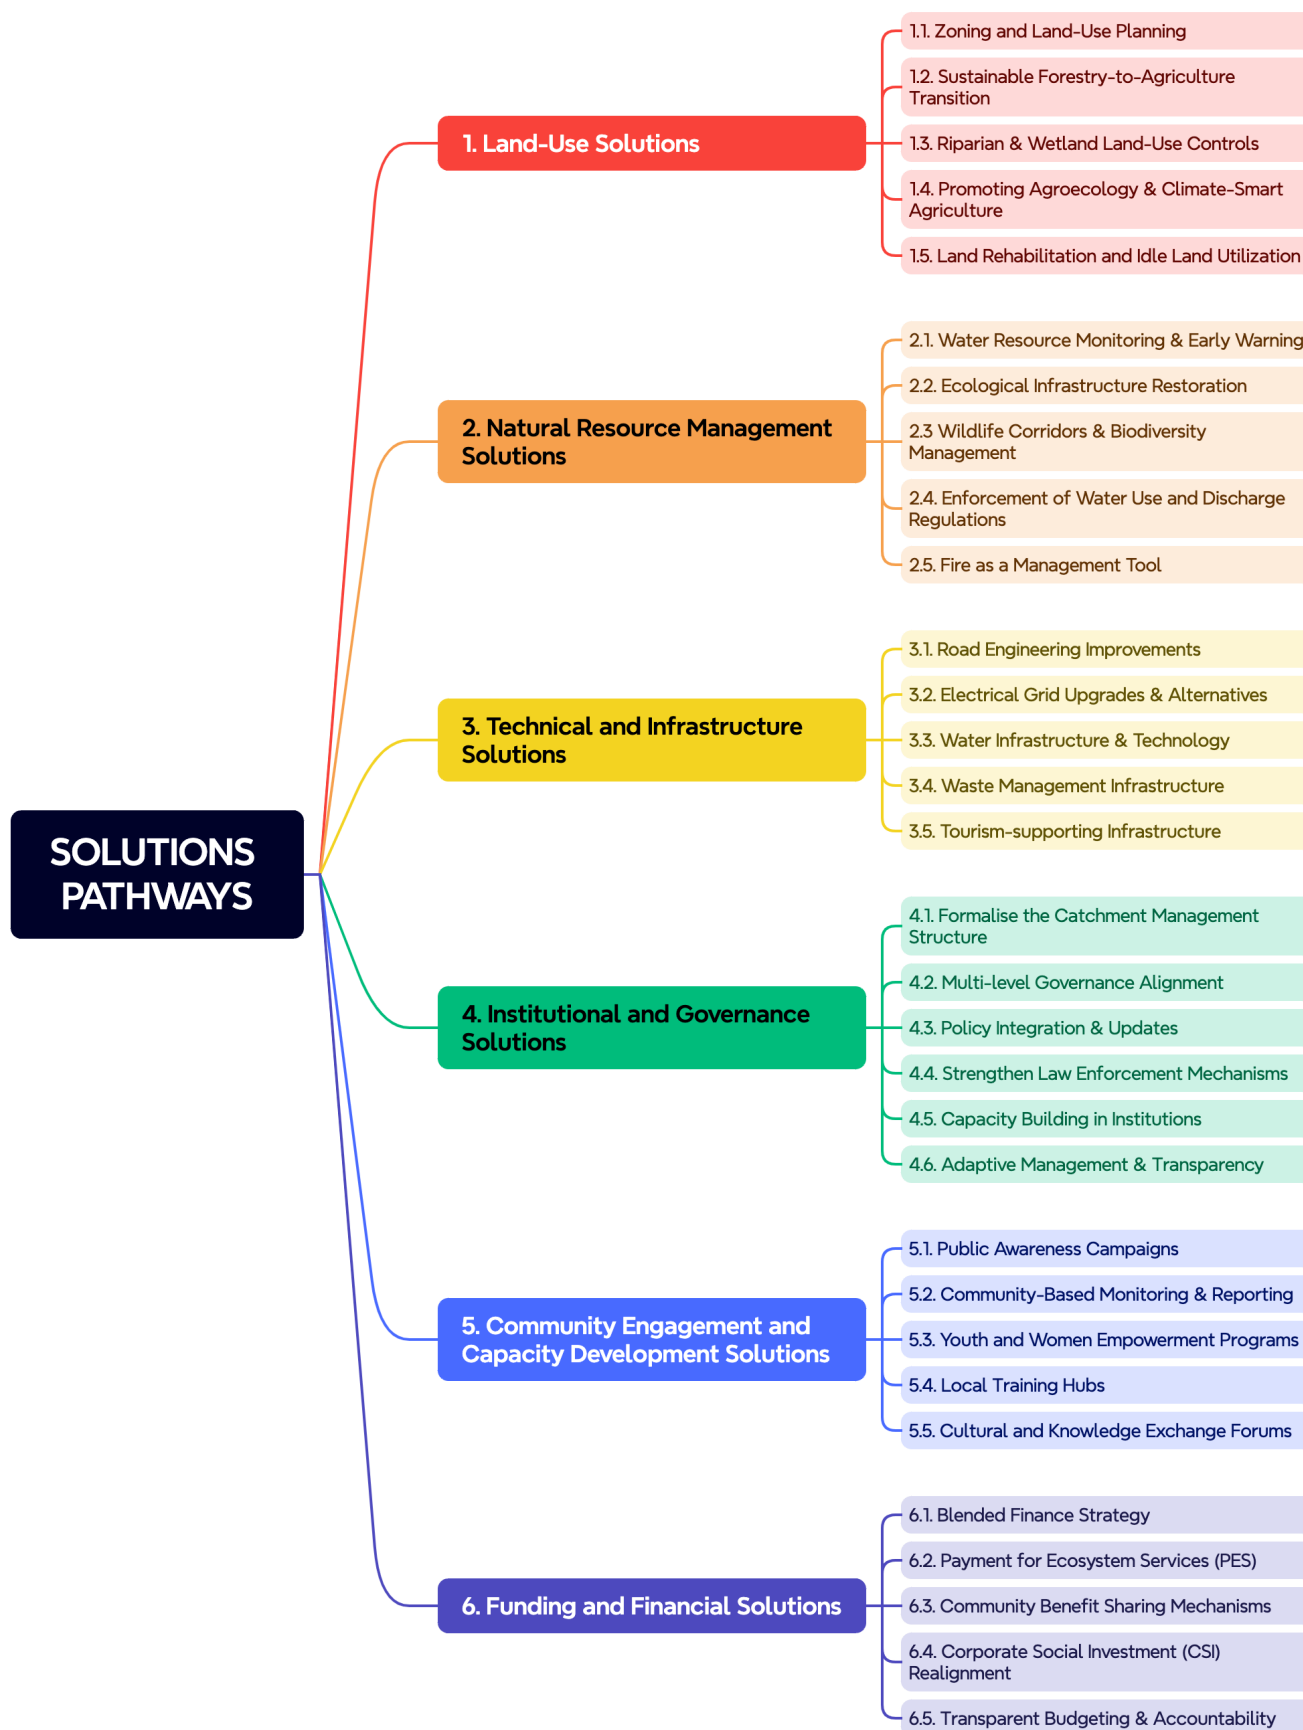 SOLUTIONS
PATHWAYS
1. Land-Use Solutions
1.1. Zoning and Land-Use Planning
1.2. Sustainable Forestry-to-Agriculture
Transition
1.3. Riparian & Wetland Land-Use Controls
1.4. Promoting Agroecology & Climate-Smart
Agriculture
1.5. Land Rehabilitation and Idle Land Utilization
2. Natural Resource Management
Solutions
2.1. Water Resource Monitoring & Early Warning
2.2. Ecological Infrastructure Restoration
2.3 Wildlife Corridors & Biodiversity
Management
2.4. Enforcement of Water Use and Discharge
Regulations
2.5. Fire as a Management Tool
3. Technical and Infrastructure
Solutions
3.1. Road Engineering Improvements
3.2. Electrical Grid Upgrades & Alternatives
3.3. Water Infrastructure & Technology
3.4. Waste Management Infrastructure
3.5. Tourism-supporting Infrastructure
4. Institutional and Governance
Solutions
4.1. Formalise the Catchment Management
Structure
4.2. Multi-level Governance Alignment
4.3. Policy Integration & Updates
4.4. Strengthen Law Enforcement Mechanisms
4.5. Capacity Building in Institutions
4.6. Adaptive Management & Transparency
5. Community Engagement and
Capacity Development Solutions
5.1. Public Awareness Campaigns
5.2. Community-Based Monitoring & Reporting
5.3. Youth and Women Empowerment Programs
5.4. Local Training Hubs
5.5. Cultural and Knowledge Exchange Forums
6. Funding and Financial Solutions
6.1. Blended Finance Strategy
6.2. Payment for Ecosystem Services (PES)
6.3. Community Benefit Sharing Mechanisms
6.4. Corporate Social Investment (CSI)
Realignment
6.5. Transparent Budgeting & Accountability